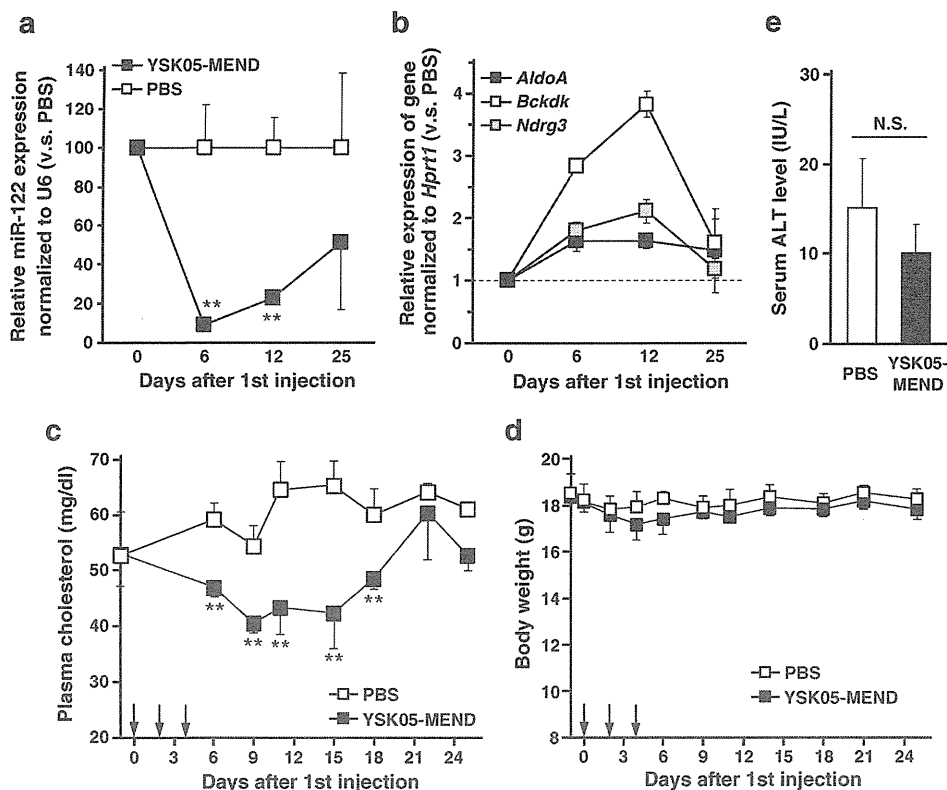 a
YSK05-MEND
PBS
Relative miR-122 expression
normalized to U6 (v.s. PBS)
140
120
100
80
60
40
20
0
0 6 12 25
Days after 1st injection
**
**
b
AldoA
Bckdk
Ndrg3
Relative expression of gene
normalized to Hprt1 (v.s. PBS)
4
3
2
1
0
0 6 12 25
Days after 1st injection
e
Serum ALT level (IU/L)
30
20
10
0
N.S.
PBS
YSK05-
MEND
c
Plasma cholesterol (mg/dl)
70
60
50
40
30
20
**
**
**
**
**
PBS
YSK05-MEND
0 3 6 9 12 15 18 21 24
Days after 1st injection
d
Body weight (g)
20
18
16
14
12
10
8
PBS
YSK05-MEND
0 3 6 9 12 15 18 21 24
Days after 1st injection